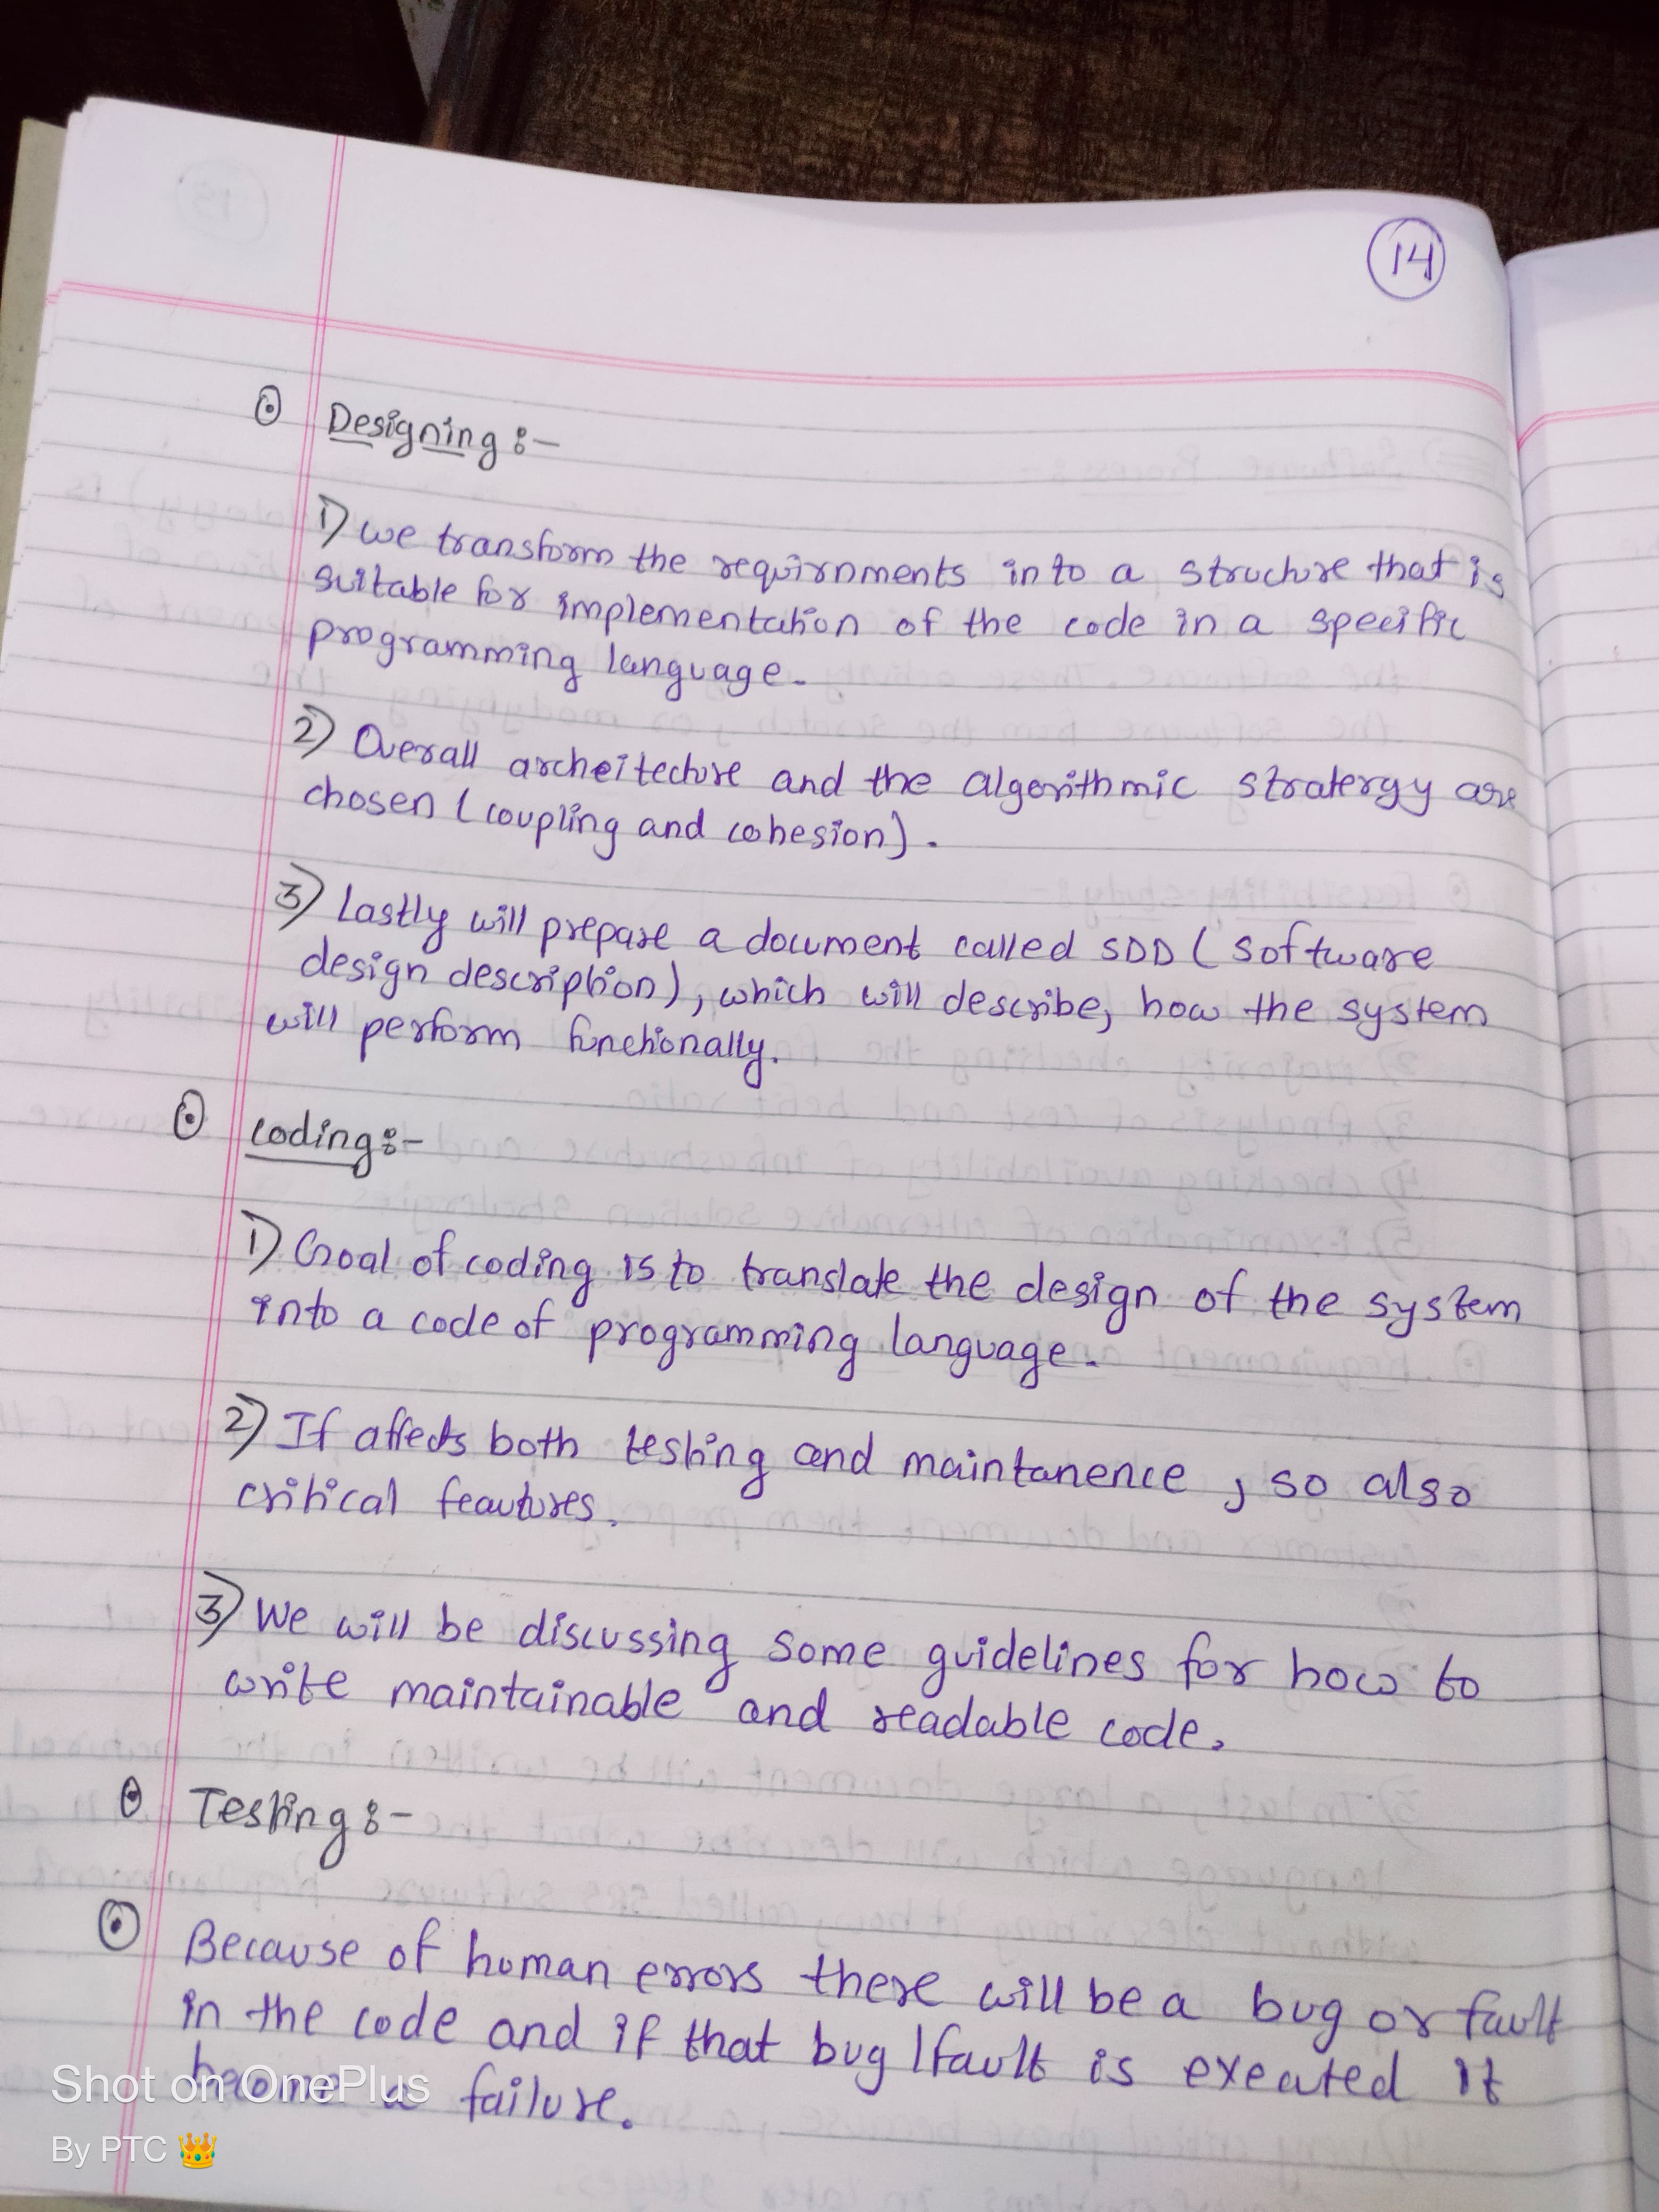 14
Designing :-
1) we transform the requirnments into a structure that is
suitable for implementation of the code in a specific
programming language.
2) Overall archeitecture and the algorithmic stratergy are
chosen (coupling and cohesion).
3) Lastly will prepare a document called SDD ( software
design description), which will describe, how the system
will perform functionally.
coding :-
1) Goal of coding is to translate the design of the system
into a code of programming language.
2) If affects both testing and maintanence, so also
critical feautures.
3) We will be discussing some guidelines for how to
write maintainable and readable code.
Testing :-
Because of human errors there will be a bug or fault
in the code and if that bug / fault is exeauted it
become a failure.
Shot on OnePlus
By PTC 👑